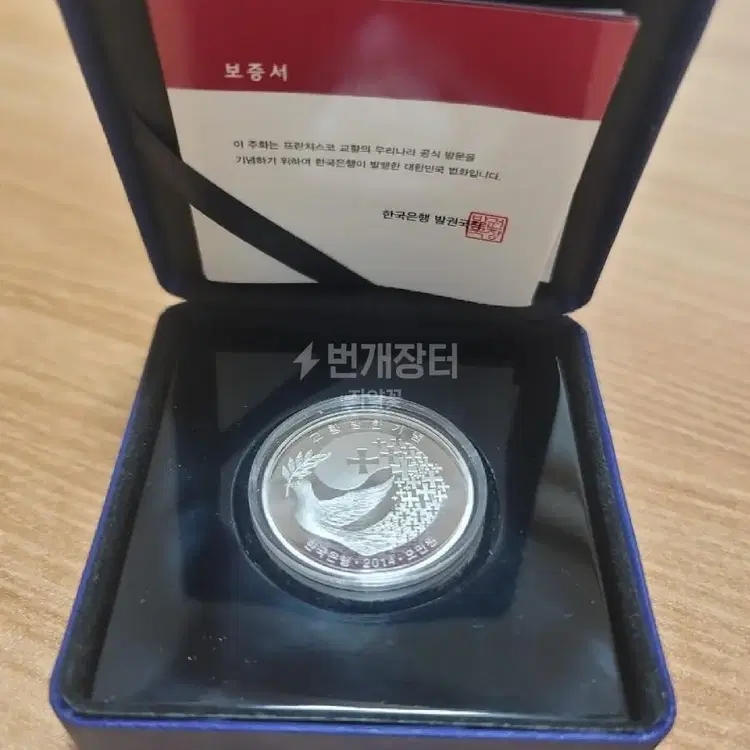 보증서
이 주화는 프란치스코 교황의 우리나라 공식 방문을
기념하기 위하여 한국은행이 발행한 대한민국 법화입니다.
한국은행 발권국장
번개장터
교황방한기념
한국은행·2014·오만원